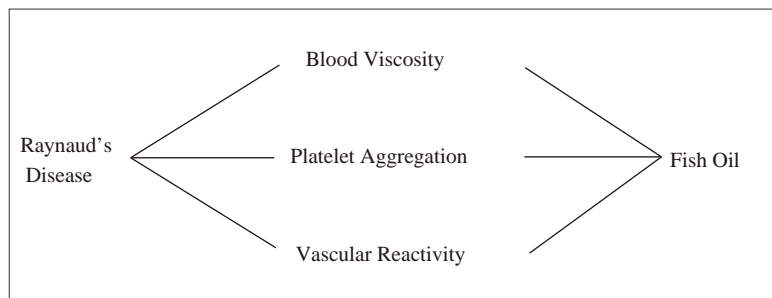 Blood Viscosity
Raynaud's
Disease
Platelet Aggregation
Fish Oil
Vascular Reactivity